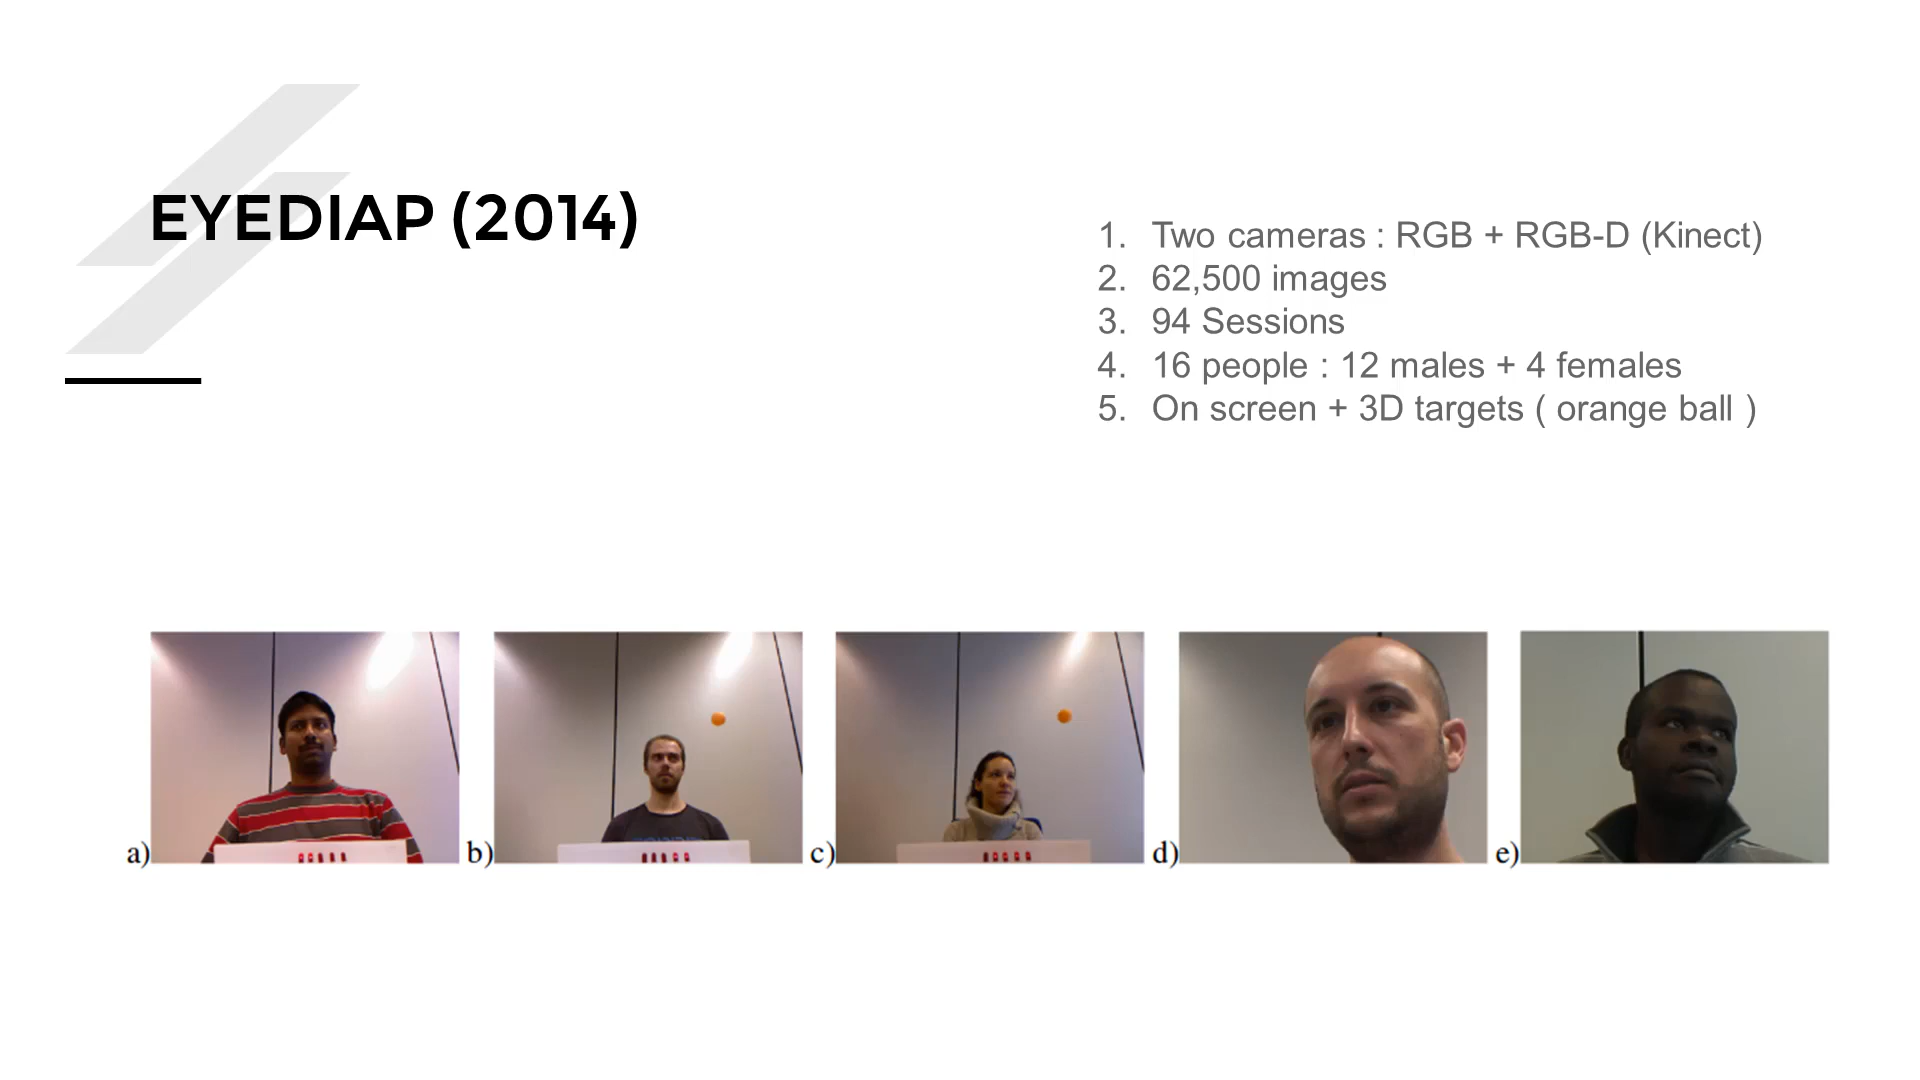 EYEDIAP (2014)
1. Two cameras : RGB + RGB-D (Kinect)
2. 62,500 images
3. 94 Sessions
4. 16 people : 12 males + 4 females
5. On screen + 3D targets ( orange ball )
a) b) c) d) e)